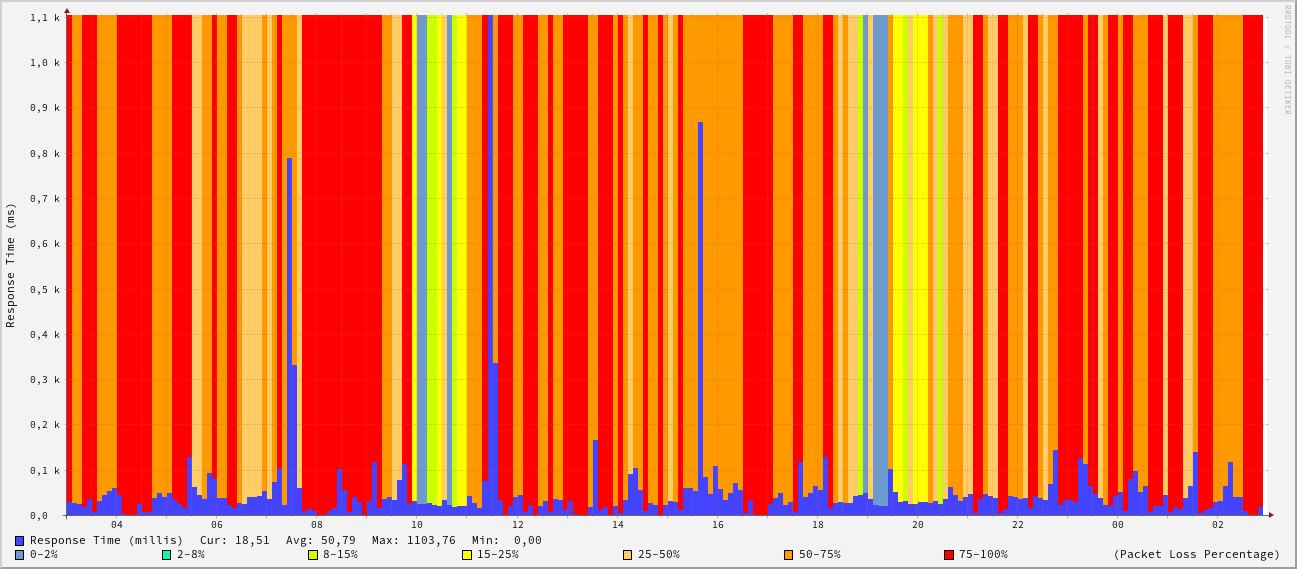 1,1 k
1,0 k
0,9 k
0,8 k
0,7 k
0,6 k
0,5 k
0,4 k
0,3 k
0,2 k
0,1 k
0,0
Response Time (ms)
RRDTOOL / TOBI OETIKER
04 06 08 10 12 14 16 18 20 22 00 02
Response Time (millis) Cur: 18,51 Avg: 50,79 Max: 1103,76 Min: 0,00
0-2% 2-8% 8-15% 15-25% 25-50% 50-75% 75-100% (Packet Loss Percentage)